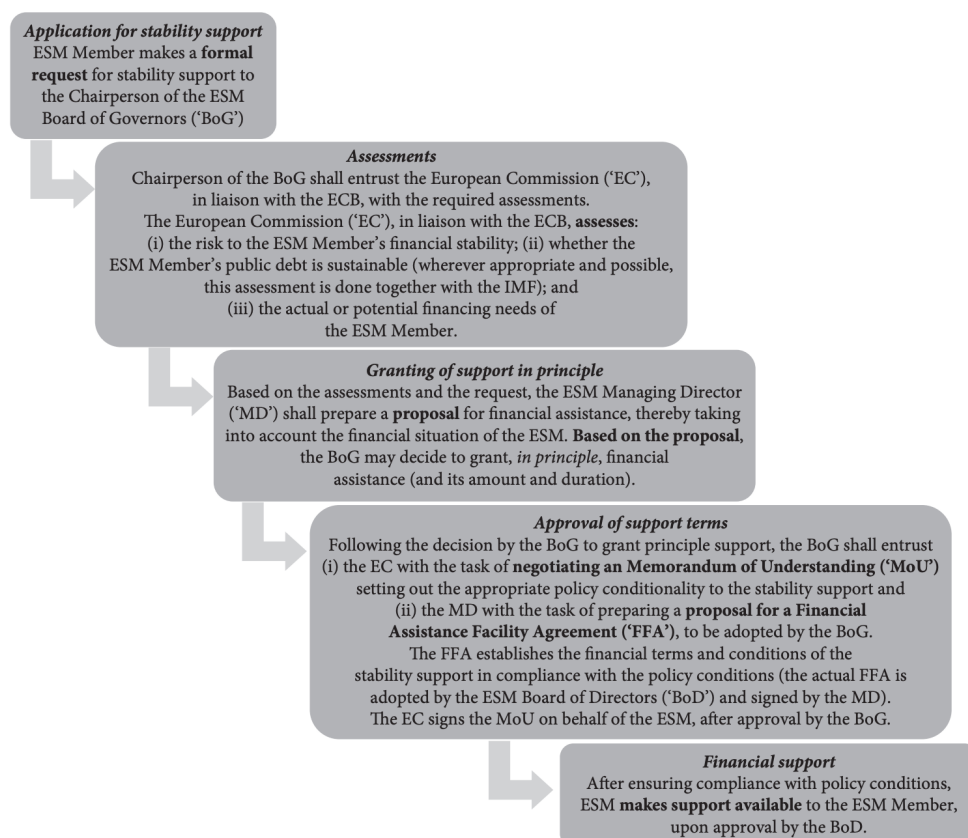 Application for stability support
ESM Member makes a formal
request for stability support to
the Chairperson of the ESM
Board of Governors (‘BoG’)
Assessments
Chairperson of the BoG shall entrust the European Commission (‘EC’),
in liaison with the ECB, with the required assessments.
The European Commission (‘EC’), in liaison with the ECB, assesses:
(i) the risk to the ESM Member’s financial stability; (ii) whether the
ESM Member’s public debt is sustainable (wherever appropriate and possible,
this assessment is done together with the IMF); and
(iii) the actual or potential financing needs of
the ESM Member.
Granting of support in principle
Based on the assessments and the request, the ESM Managing Director
(‘MD’) shall prepare a proposal for financial assistance, thereby taking
into account the financial situation of the ESM. Based on the proposal,
the BoG may decide to grant, in principle, financial
assistance (and its amount and duration).
Approval of support terms
Following the decision by the BoG to grant principle support, the BoG shall entrust
(i) the EC with the task of negotiating an Memorandum of Understanding (‘MoU’)
setting out the appropriate policy conditionality to the stability support and
(ii) the MD with the task of preparing a proposal for a Financial
Assistance Facility Agreement (‘FFA’), to be adopted by the BoG.
The FFA establishes the financial terms and conditions of the
stability support in compliance with the policy conditions (the actual FFA is
adopted by the ESM Board of Directors (‘BoD’) and signed by the MD).
The EC signs the MoU on behalf of the ESM, after approval by the BoG.
Financial support
After ensuring compliance with policy conditions,
ESM makes support available to the ESM Member,
upon approval by the BoD.